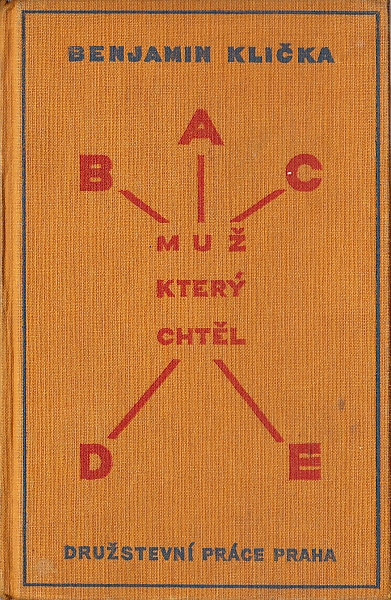 BENJAMIN KLIČKA
A
B C
MUŽ
KTERÝ
CHTĚL
D E
DRUŽSTEVNÍ PRÁCE PRAHA